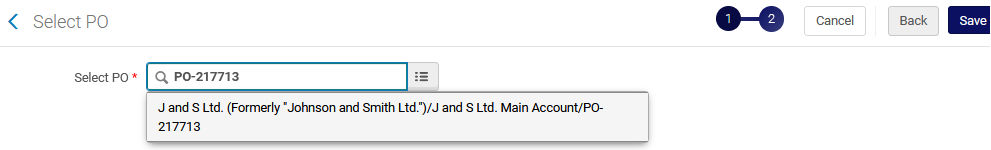 Select PO
1
2
Cancel
Back
Save
Select PO *
PO-217713
J and S Ltd. (Formerly "Johnson and Smith Ltd.")/J and S Ltd. Main Account/PO-
217713